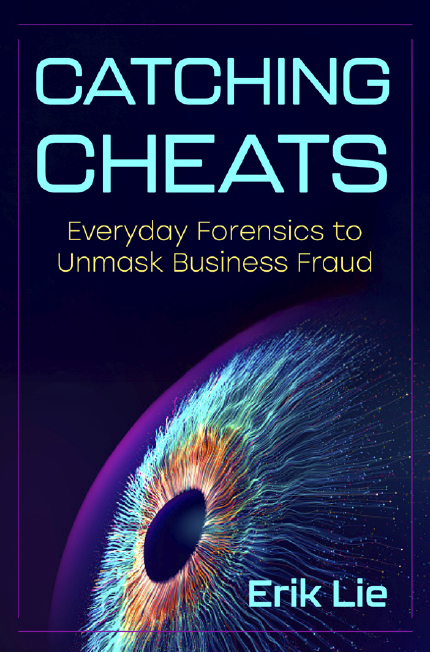 CATCHING
CHEATS
Everyday Forensics to
Unmask Business Fraud
Erik Lie